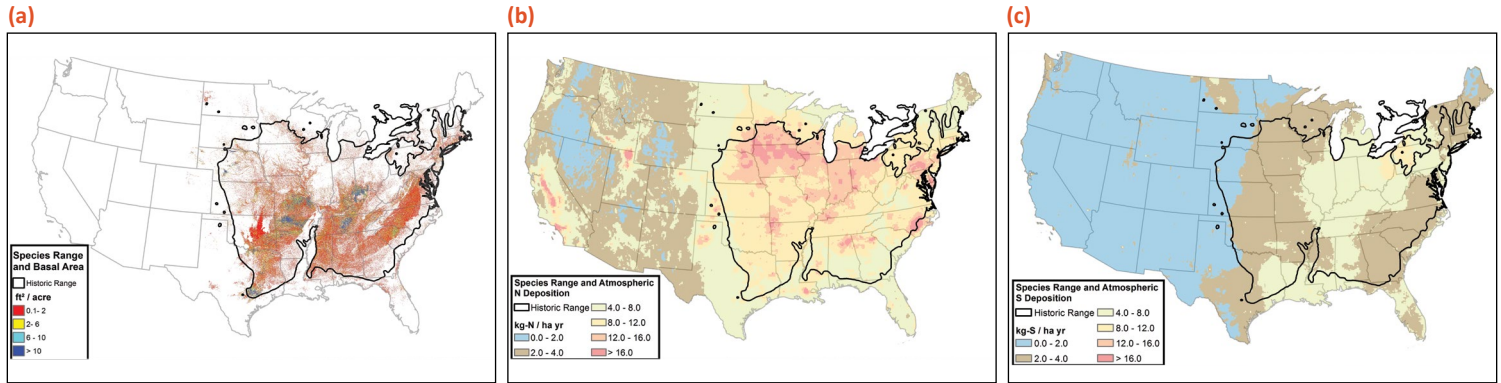 (a)
Species Range
and Basal Area
Historic Range
ft² / acre
0.1- 2
2- 6
6 - 10
> 10
(b)
Species Range and Atmospheric
N Deposition
Historic Range
kg-N / ha yr
0.0 - 2.0
2.0 - 4.0
4.0 - 8.0
8.0 - 12.0
12.0 - 16.0
> 16.0
(c)
Species Range and Atmospheric
S Deposition
Historic Range
kg-S / ha yr
0.0 - 2.0
2.0 - 4.0
4.0 - 8.0
8.0 - 12.0
12.0 - 16.0
> 16.0